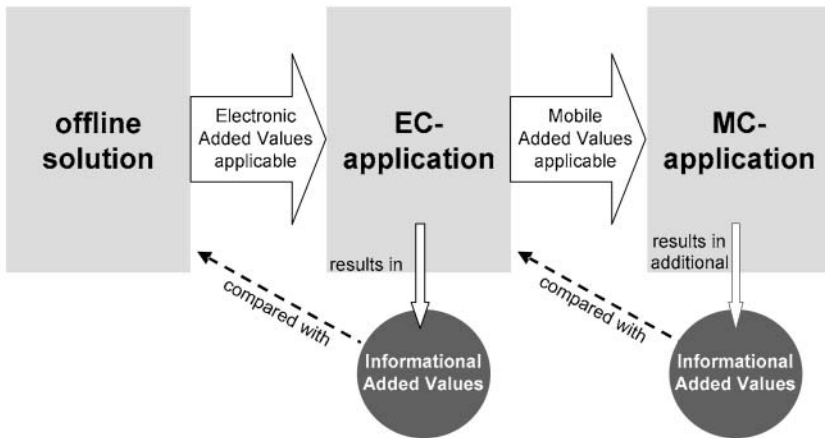 offline
solution
Electronic
Added Values
applicable
EC-
application
Mobile
Added Values
applicable
MC-
application
results in
results in
additional
compared with
compared with
Informational
Added Values
Informational
Added Values